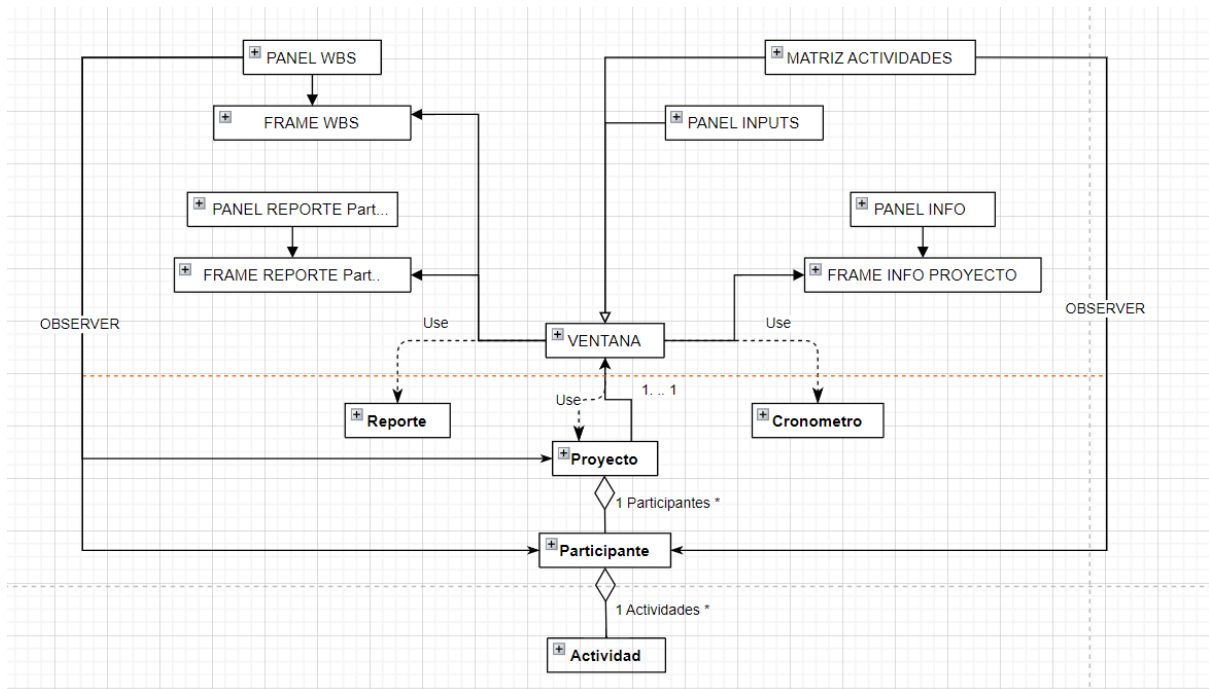 PANEL WBS
MATRIZ ACTIVIDADES
FRAME WBS
PANEL INPUTS
PANEL REPORTE Part...
PANEL INFO
FRAME REPORTE Part..
FRAME INFO PROYECTO
OBSERVER
OBSERVER
Use
Use
VENTANA
1. .. 1
Use
Reporte
Cronometro
Proyecto
1 Participantes *
Participante
1 Actividades *
Actividad